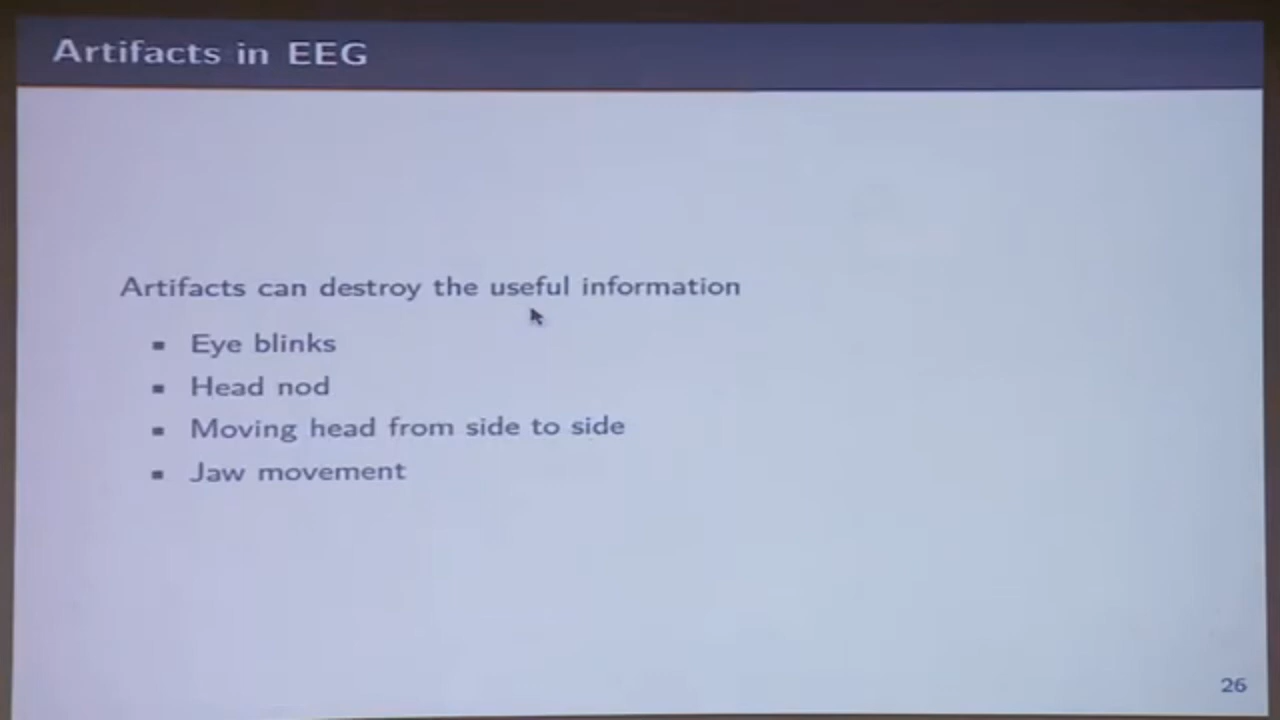 Artifacts in EEG
Artifacts can destroy the useful information
▪ Eye blinks
▪ Head nod
▪ Moving head from side to side
▪ Jaw movement
26